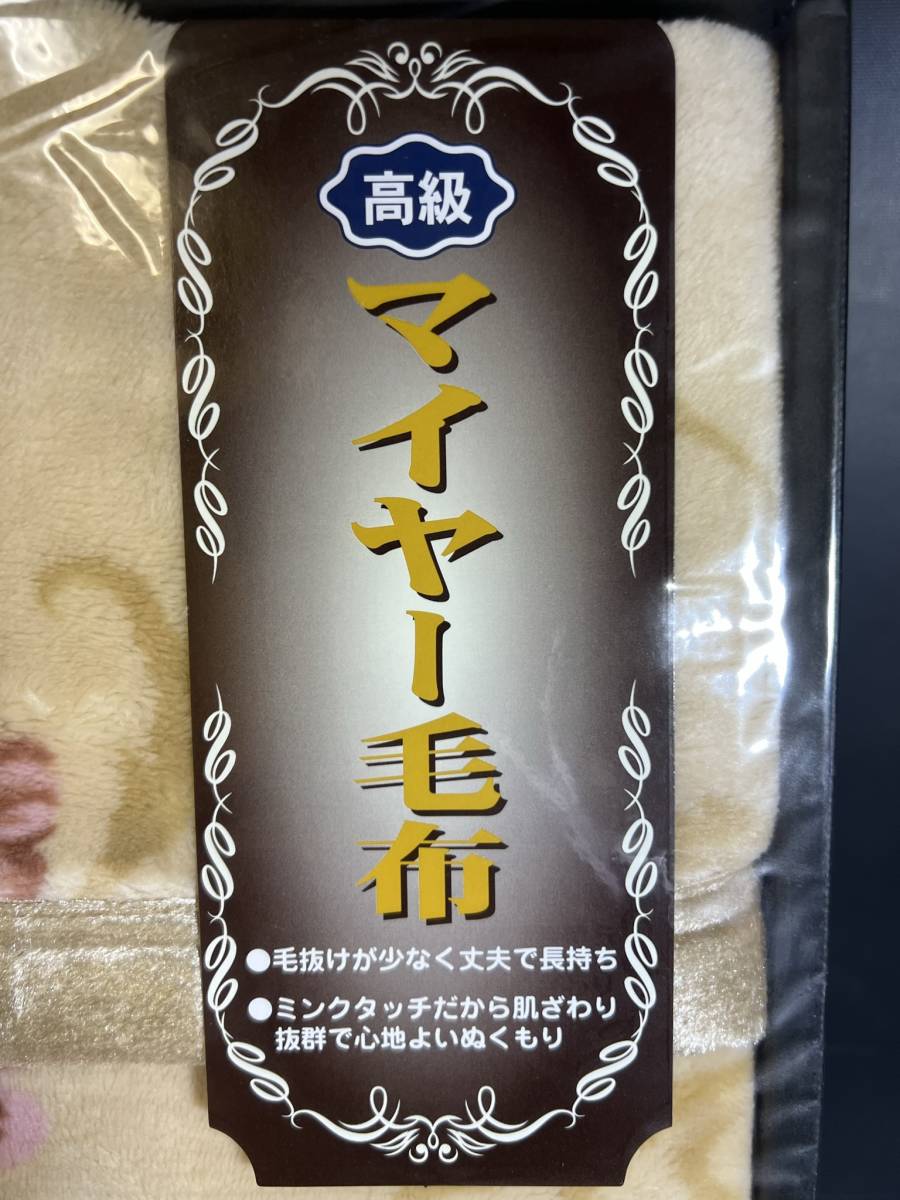 高級
マイヤー毛布
●毛抜けが少なく丈夫で長持ち
●ミンクタッチだから肌ざわり
抜群で心地よいぬくもり